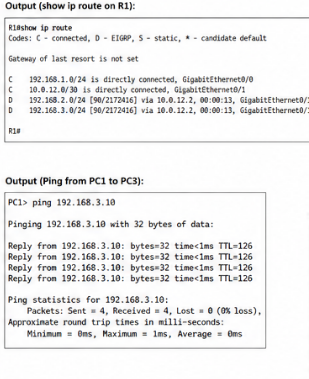 Output (show ip route on R1):
R1#show ip route
Codes: C - connected, D - EIGRP, S - static, * - candidate default
Gateway of last resort is not set
C 192.168.1.0/24 is directly connected, GigabitEthernet0/0
C 10.0.12.0/30 is directly connected, GigabitEthernet0/1
D 192.168.2.0/24 [90/2172416] via 10.0.12.2, 00:00:13, GigabitEthernet0/1
D 192.168.3.0/24 [90/2172416] via 10.0.12.2, 00:00:13, GigabitEthernet0/1
R1#
Output (Ping from PC1 to PC3):
PC1> ping 192.168.3.10
Pinging 192.168.3.10 with 32 bytes of data:
Reply from 192.168.3.10: bytes=32 time<1ms TTL=126
Reply from 192.168.3.10: bytes=32 time<1ms TTL=126
Reply from 192.168.3.10: bytes=32 time<1ms TTL=126
Reply from 192.168.3.10: bytes=32 time<1ms TTL=126
Ping statistics for 192.168.3.10:
Packets: Sent = 4, Received = 4, Lost = 0 (0% loss),
Approximate round trip times in milli-seconds:
Minimum = 0ms, Maximum = 1ms, Average = 0ms